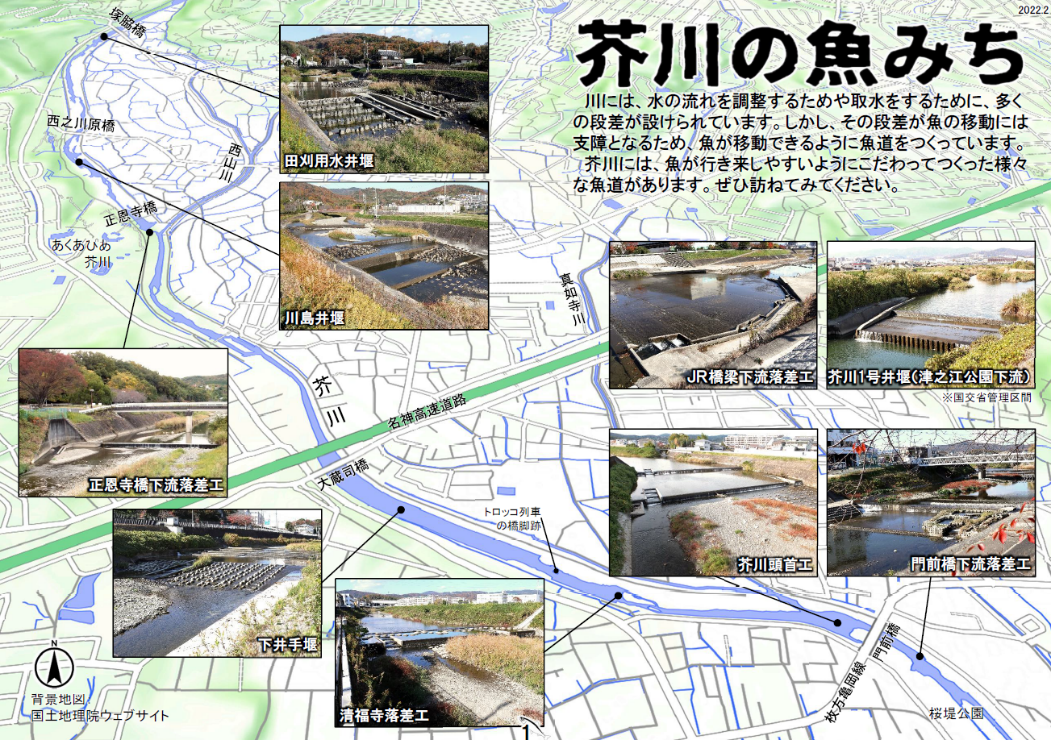 2022.2
芥川の魚みち
川には、水の流れを調整するためや取水をするために、多く
の段差が設けられています。しかし、その段差が魚の移動には
支障となるため、魚が移動できるように魚道をつくっています。
芥川には、魚が行き来しやすいようにこだわってつくった様々
な魚道があります。ぜひ訪ねてみてください。
塚脇橋
西之川原橋
西山川
正恩寺橋
あくあぴあ
芥川
田刈用水井堰
川島井堰
真如寺川
JR橋梁下流落差工
芥川1号井堰(津之江公園下流)
※国交省管理区間
芥川
名神高速道路
正恩寺橋下流落差工
大蔵司橋
トロッコ列車
の橋脚跡
芥川頭首工
門前橋下流落差工
下井手堰
清福寺落差工
門前橋
枚方亀岡線
桜堤公園
N
背景地図:
国土地理院ウェブサイト
1